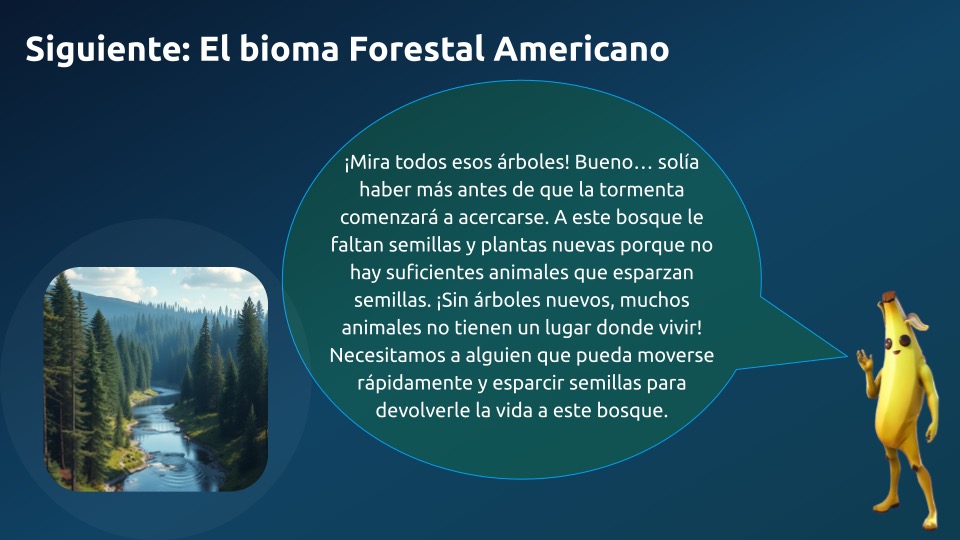 Siguiente: El bioma Forestal Americano
¡Mira todos esos árboles! Bueno… solía
haber más antes de que la tormenta
comenzará a acercarse. A este bosque le
faltan semillas y plantas nuevas porque no
hay suficientes animales que esparzan
semillas. ¡Sin árboles nuevos, muchos
animales no tienen un lugar donde vivir!
Necesitamos a alguien que pueda moverse
rápidamente y esparcir semillas para
devolverle la vida a este bosque.